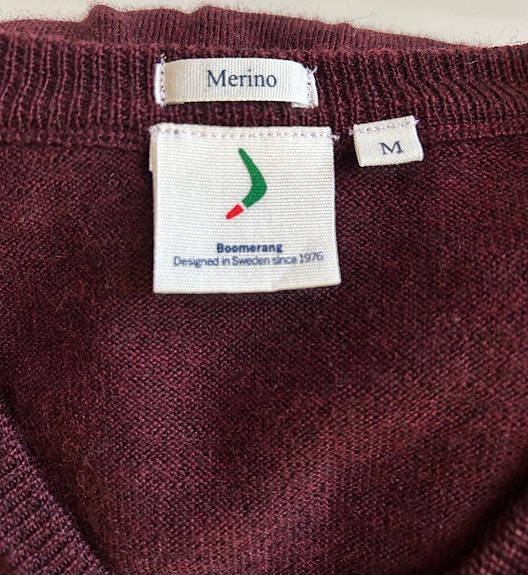 Merino
M
Boomerang
Designed in Sweden since 1976